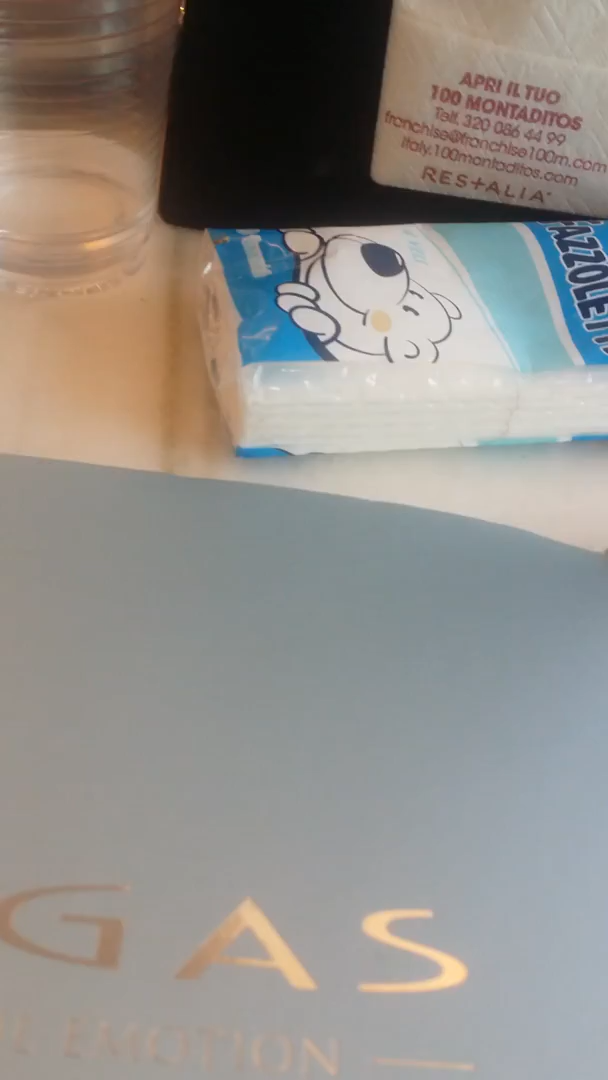 APRI IL TUO
100 MONTADITOS
Telf. 320 086 44 99
franchise@franchise100m.com
italy.100montaditos.com
RES+ALIA
GAS
EMOTION